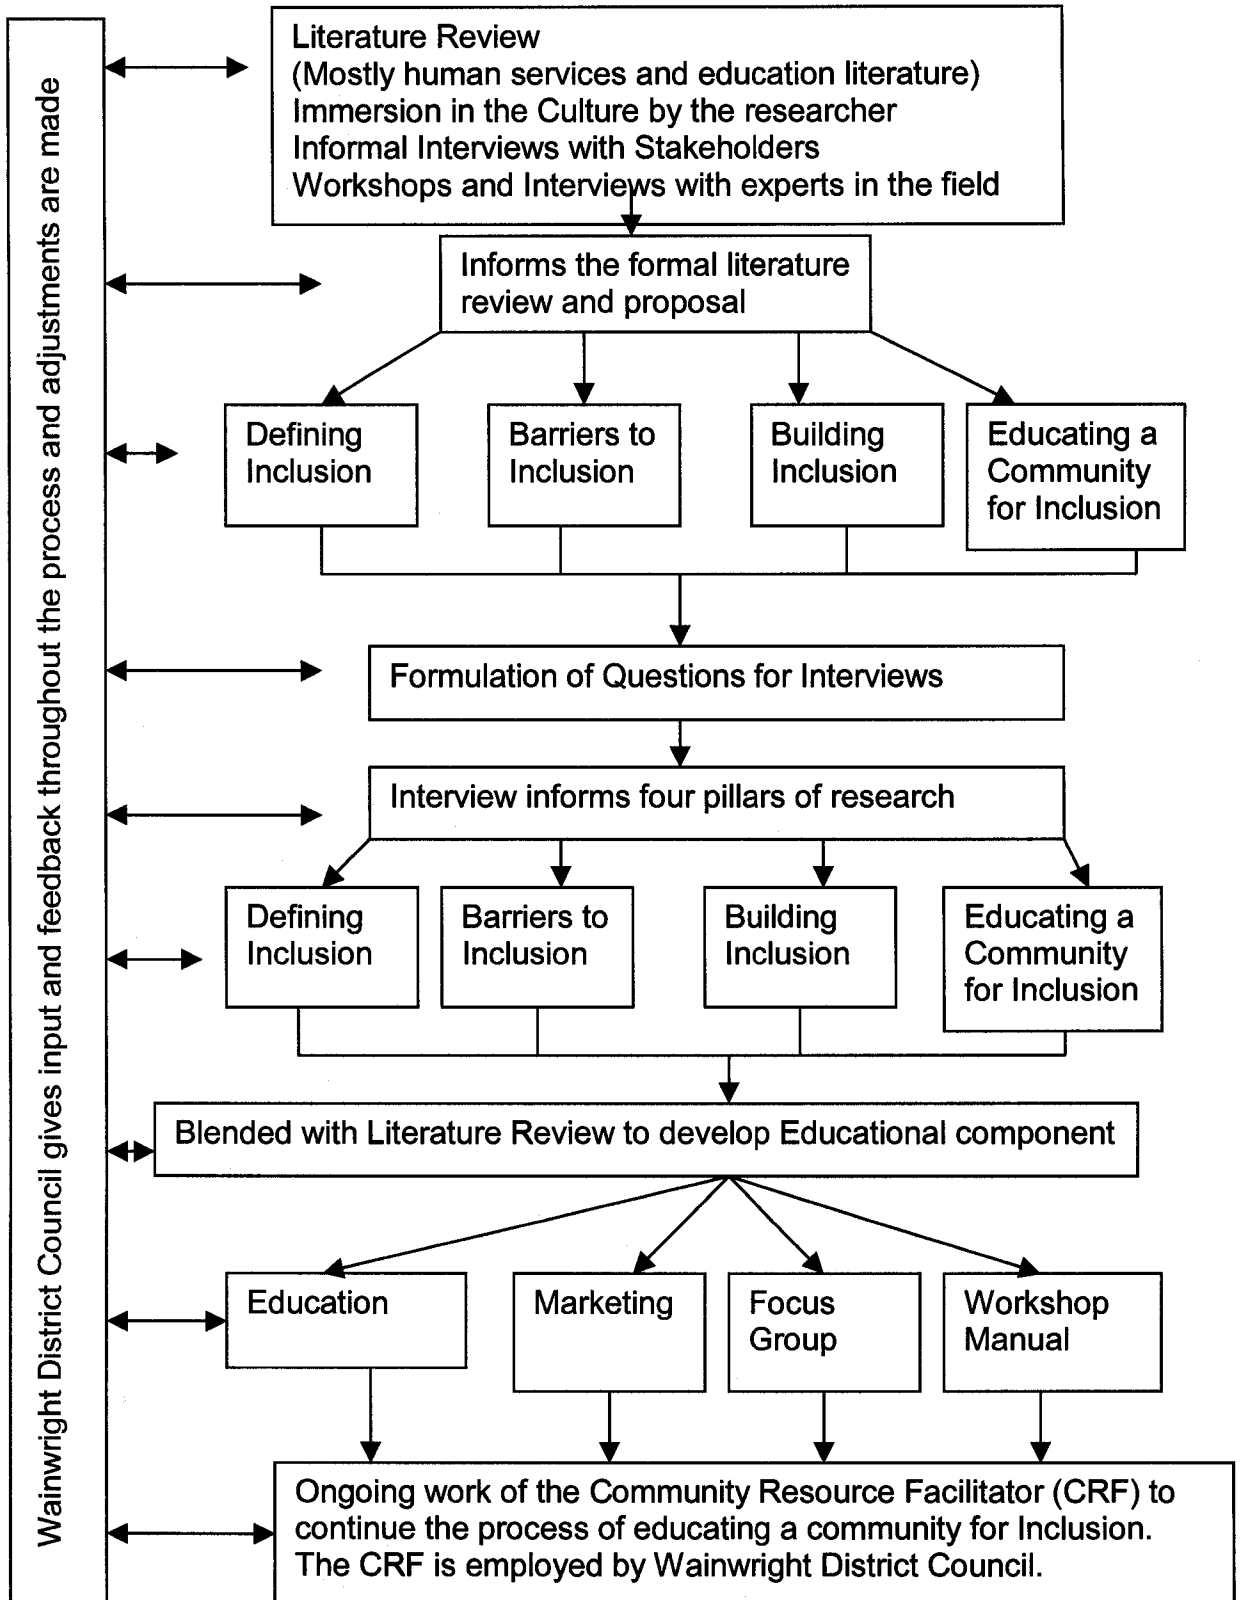 Wainwright District Council gives input and feedback throughout the process and adjustments are made
Literature Review
(Mostly human services and education literature)
Immersion in the Culture by the researcher
Informal Interviews with Stakeholders
Workshops and Interviews with experts in the field
Informs the formal literature
review and proposal
Defining
Inclusion
Barriers to
Inclusion
Building
Inclusion
Educating a
Community
for Inclusion
Formulation of Questions for Interviews
Interview informs four pillars of research
Defining
Inclusion
Barriers to
Inclusion
Building
Inclusion
Educating a
Community
for Inclusion
Blended with Literature Review to develop Educational component
Education
Marketing
Focus
Group
Workshop
Manual
Ongoing work of the Community Resource Facilitator (CRF) to
continue the process of educating a community for Inclusion.
The CRF is employed by Wainwright District Council.